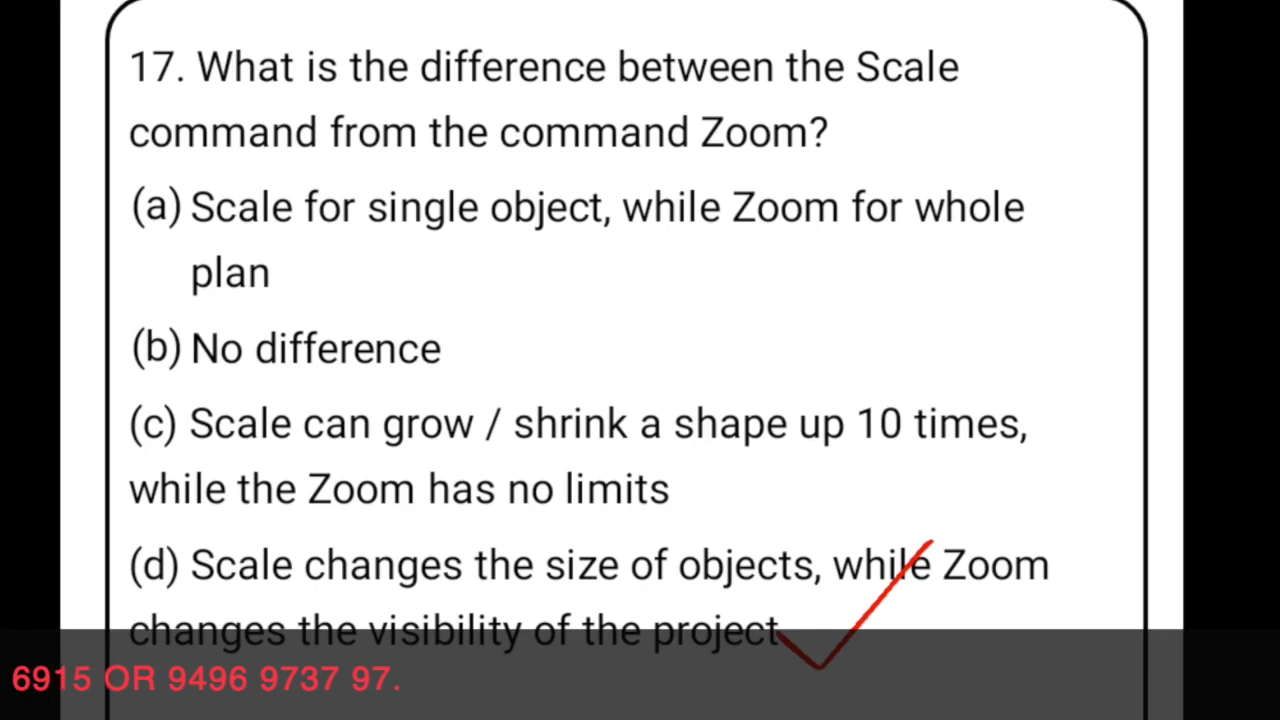 17. What is the difference between the Scale
command from the command Zoom?
(a) Scale for single object, while Zoom for whole
plan
(b) No difference
(c) Scale can grow / shrink a shape up 10 times,
while the Zoom has no limits
(d) Scale changes the size of objects, while Zoom
changes the visibility of the project
6915 OR 9496 9737 97.